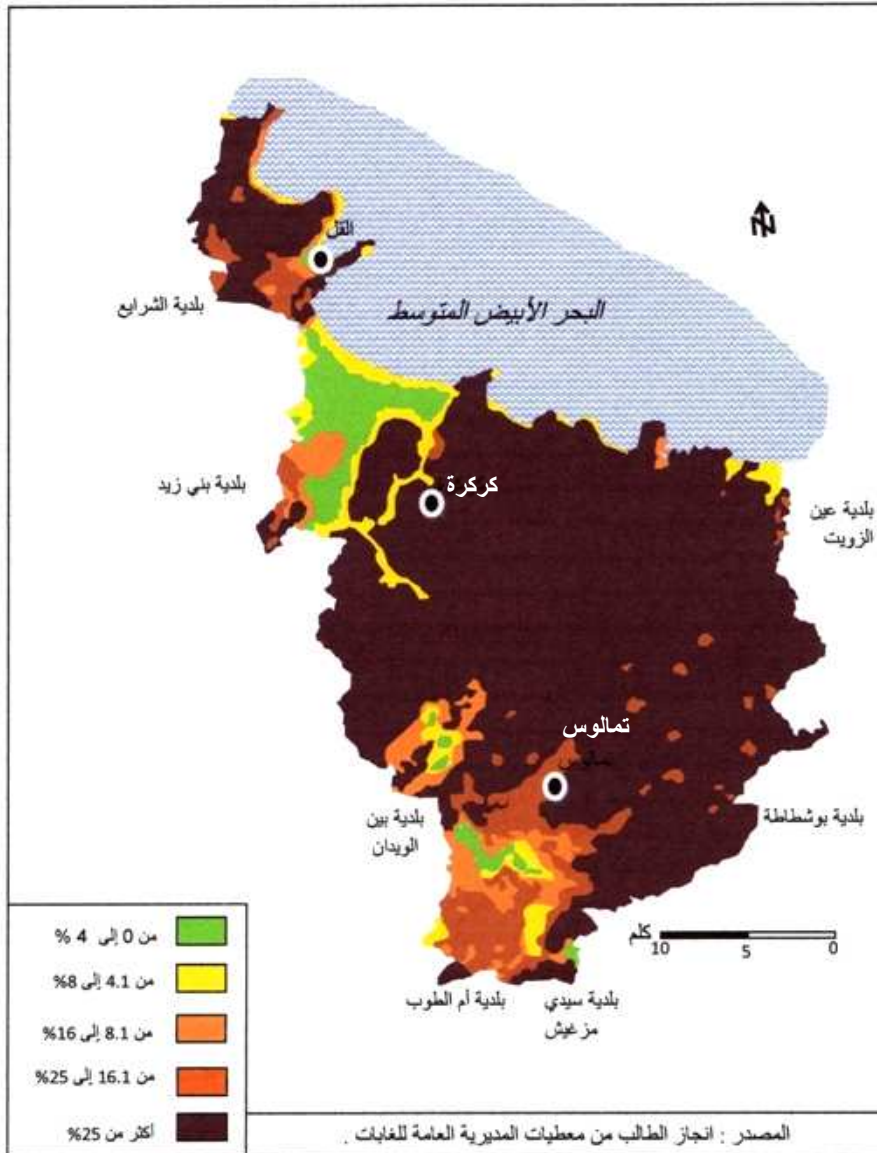 القل
بلدية الشرايع
البحر الأبيض المتوسط
بلدية بني زيد
كركرة
بلدية عين
الزويت
تمالوس
تمالوس
بلدية بوشطاطة
بلدية بين
الويدان
كلم
10 5 0
بلدية أم الطوب
بلدية سيدي
مزغيش
من 0 إلى 4 %
من 4.1 إلى 8%
من 8.1 إلى 16%
من 16.1 إلى 25%
أكثر من 25%
المصدر : انجاز الطالب من معطيات المديرية العامة للغابات .